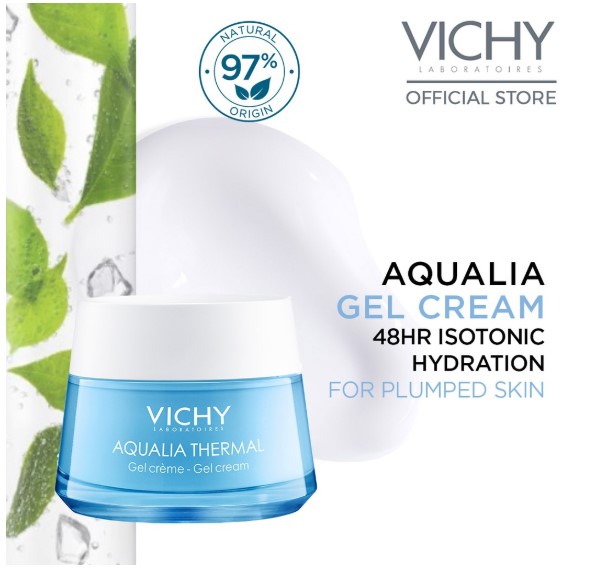 NATURAL
97%
ORIGIN
VICHY
LABORATOIRES
OFFICIAL STORE
AQUALIA
GEL CREAM
48HR ISOTONIC
HYDRATION
FOR PLUMPED SKIN
VICHY
LABORATOIRES
AQUALIA THERMAL
Gel crème - Gel cream